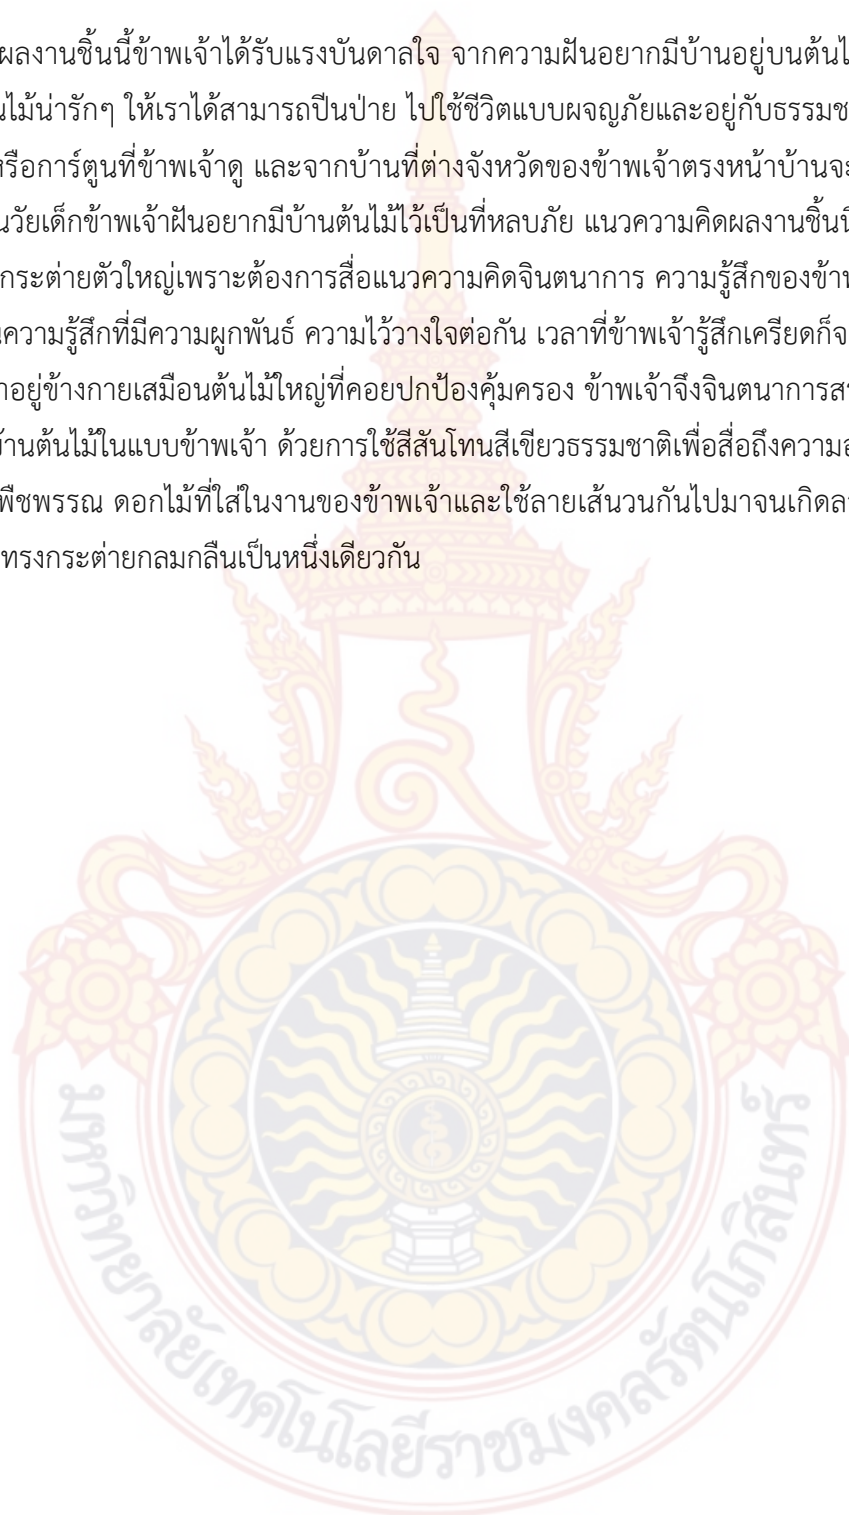 ผลงานชิ้นนี้ข้าพเจ้าได้รับแรงบันดาลใจ จากความฝันอยากมีบ้านอยู่บนต้นไ
นไม้น่ารักๆ ให้เราได้สามารถปีนป่าย ไปใช้ชีวิตแบบผจญภัยและอยู่กับธรรมช
หรือการ์ตูนที่ข้าพเจ้าดู และจากบ้านที่ต่างจังหวัดของข้าพเจ้าตรงหน้าบ้านจะ
นวัยเด็กข้าพเจ้าฝันอยากมีบ้านต้นไม้ไว้เป็นที่หลบภัย แนวความคิดผลงานชิ้นนี
กระต่ายตัวใหญ่เพราะต้องการสื่อแนวความคิดจินตนาการ ความรู้สึกของข้าพ
นความรู้สึกที่มีความผูกพันธ์ ความไว้วางใจต่อกัน เวลาที่ข้าพเจ้ารู้สึกเครียดก็จ
าอยู่ข้างกายเสมือนต้นไม้ใหญ่ที่คอยปกป้องคุ้มครอง ข้าพเจ้าจึงจินตนาการส
บ้านต้นไม้ในแบบข้าพเจ้า ด้วยการใช้สีสันโทนสีเขียวธรรมชาติเพื่อสื่อถึงความ
พืชพรรณ ดอกไม้ที่ใส่ในงานของข้าพเจ้าและใช้ลายเส้นวนกันไปมาจนเกิดล
ทรงกระต่ายกลมกลืนเป็นหนึ่งเดียวกัน
มหาวิทยาลัยเทคโนโลยีราชมงคลรัตนโกสินทร์